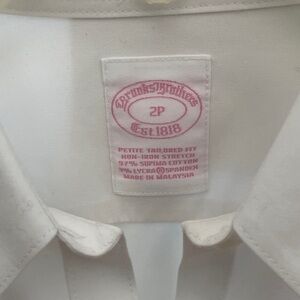 Brooks Brothers
2P
Est. 1818
PETITE TAILORED FIT
NON-IRON STRETCH
97% SUPIMA COTTON
3% LYCRA® SPANDEX
MADE IN MALAYSIA